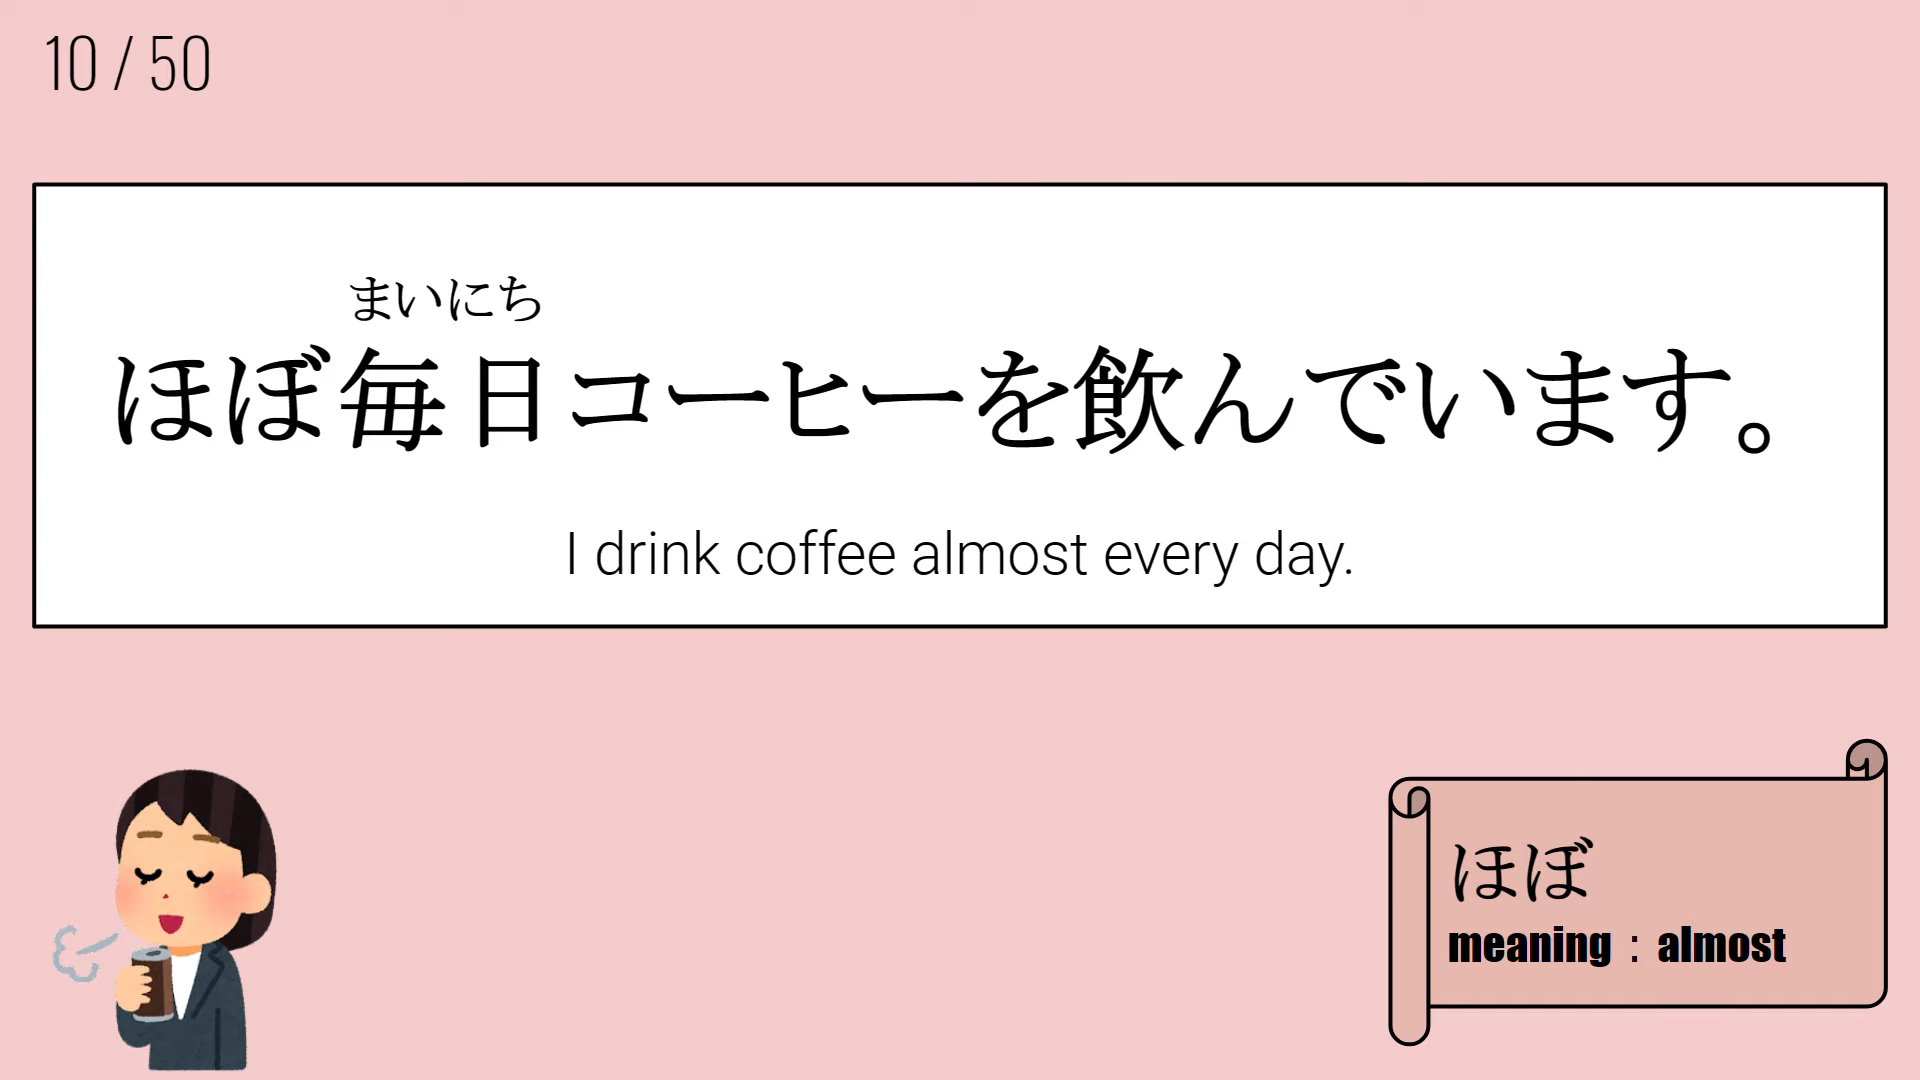 10 / 50
まいにち
ほぼ毎日コーヒーを飲んでいます。
I drink coffee almost every day.
ほぼ
meaning : almost